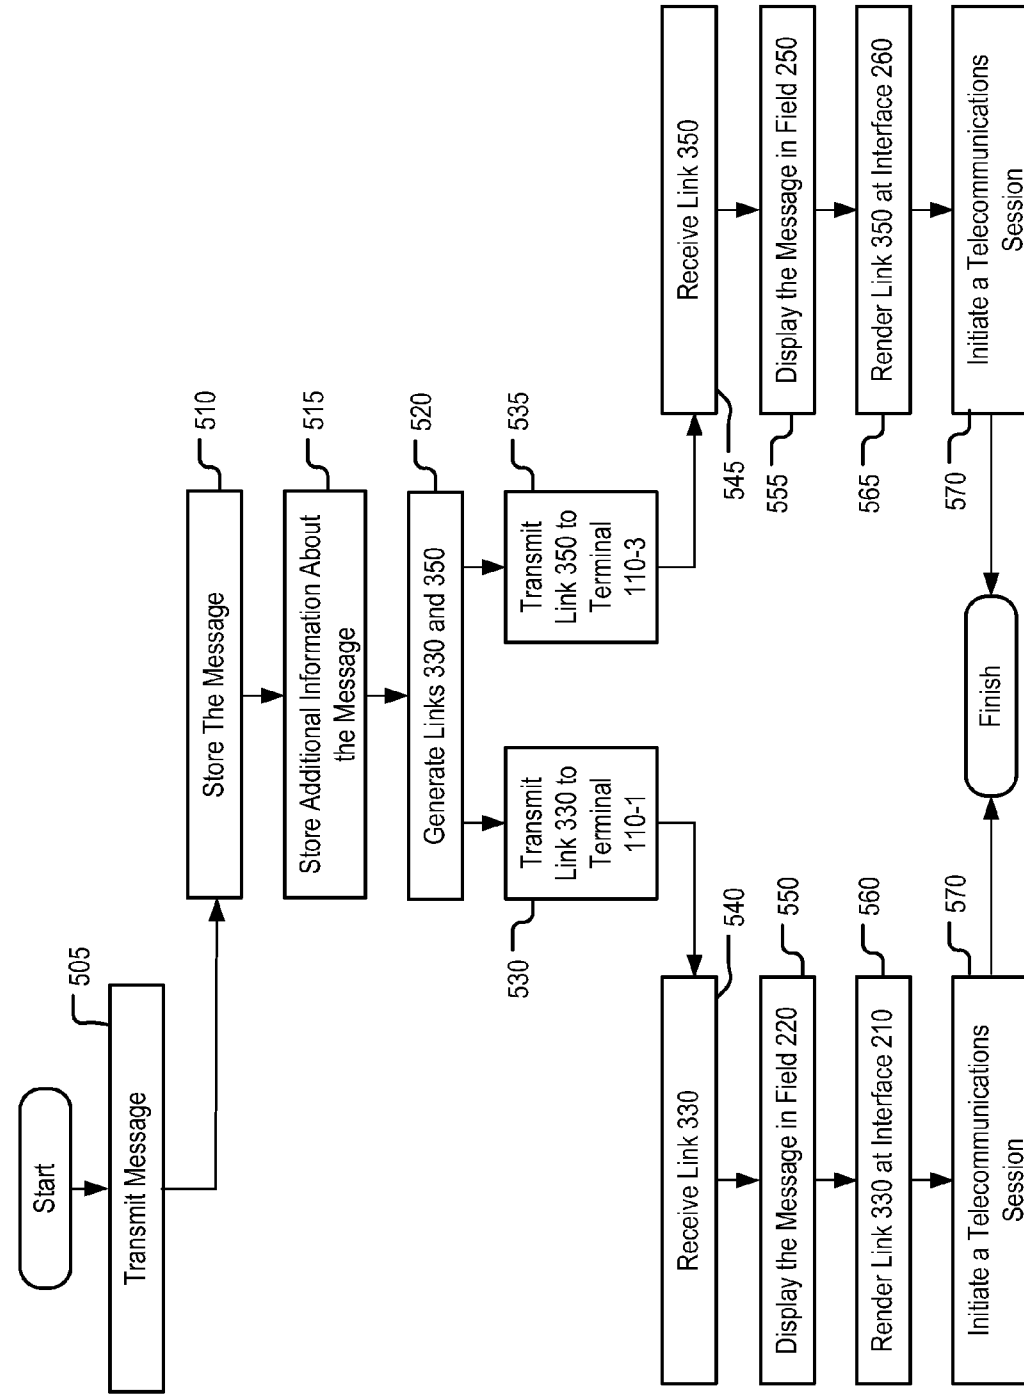 Start
505
Transmit Message
510
Store The Message
515
Store Additional Information About
the Message
520
Generate Links 330 and 350
530
Transmit
Link 330 to
Terminal
110-1
535
Transmit
Link 350 to
Terminal
110-3
540
Receive Link 330
545
Receive Link 350
550
Display the Message in Field 220
555
Display the Message in Field 250
560
Render Link 330 at Interface 210
565
Render Link 350 at Interface 260
570
Initiate a Telecommunications
Session
570
Initiate a Telecommunications
Session
Finish